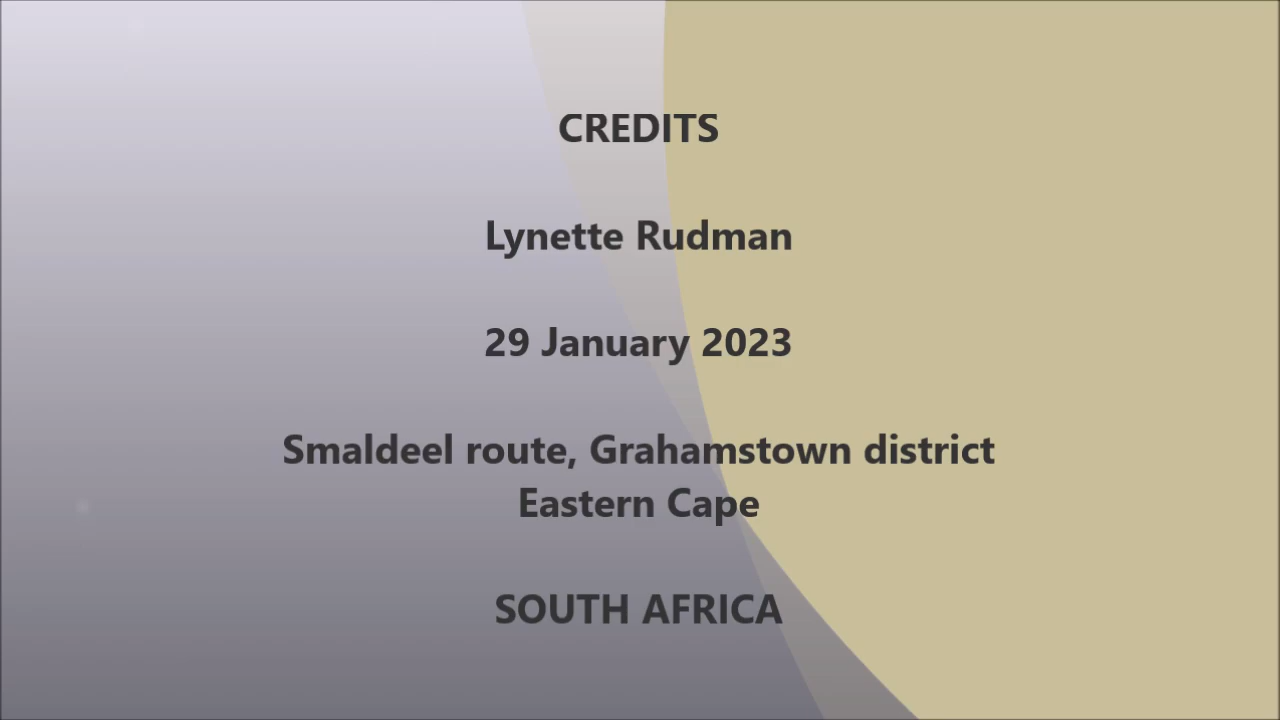 CREDITS
Lynette Rudman
29 January 2023
Smaldeel route, Grahamstown district
Eastern Cape
SOUTH AFRICA